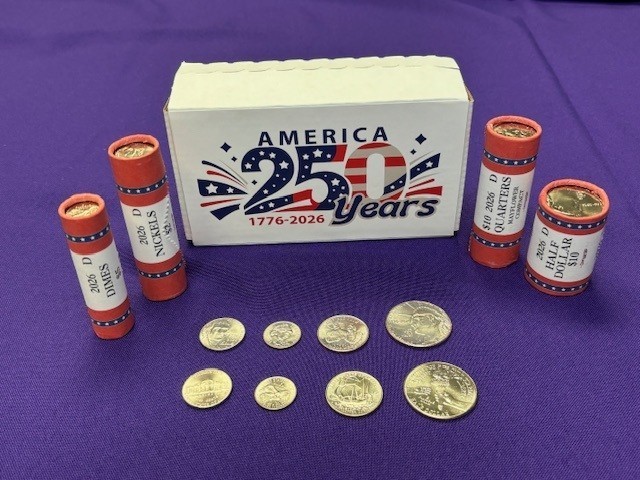 AMERICA
250
1776-2026 Years
2026 D
DIMES
2026 D
NICKELS
$10 2026 D
QUARTERS
MAYFLOWER
COMPACT
2026 D
HALF
DOLLAR
$10